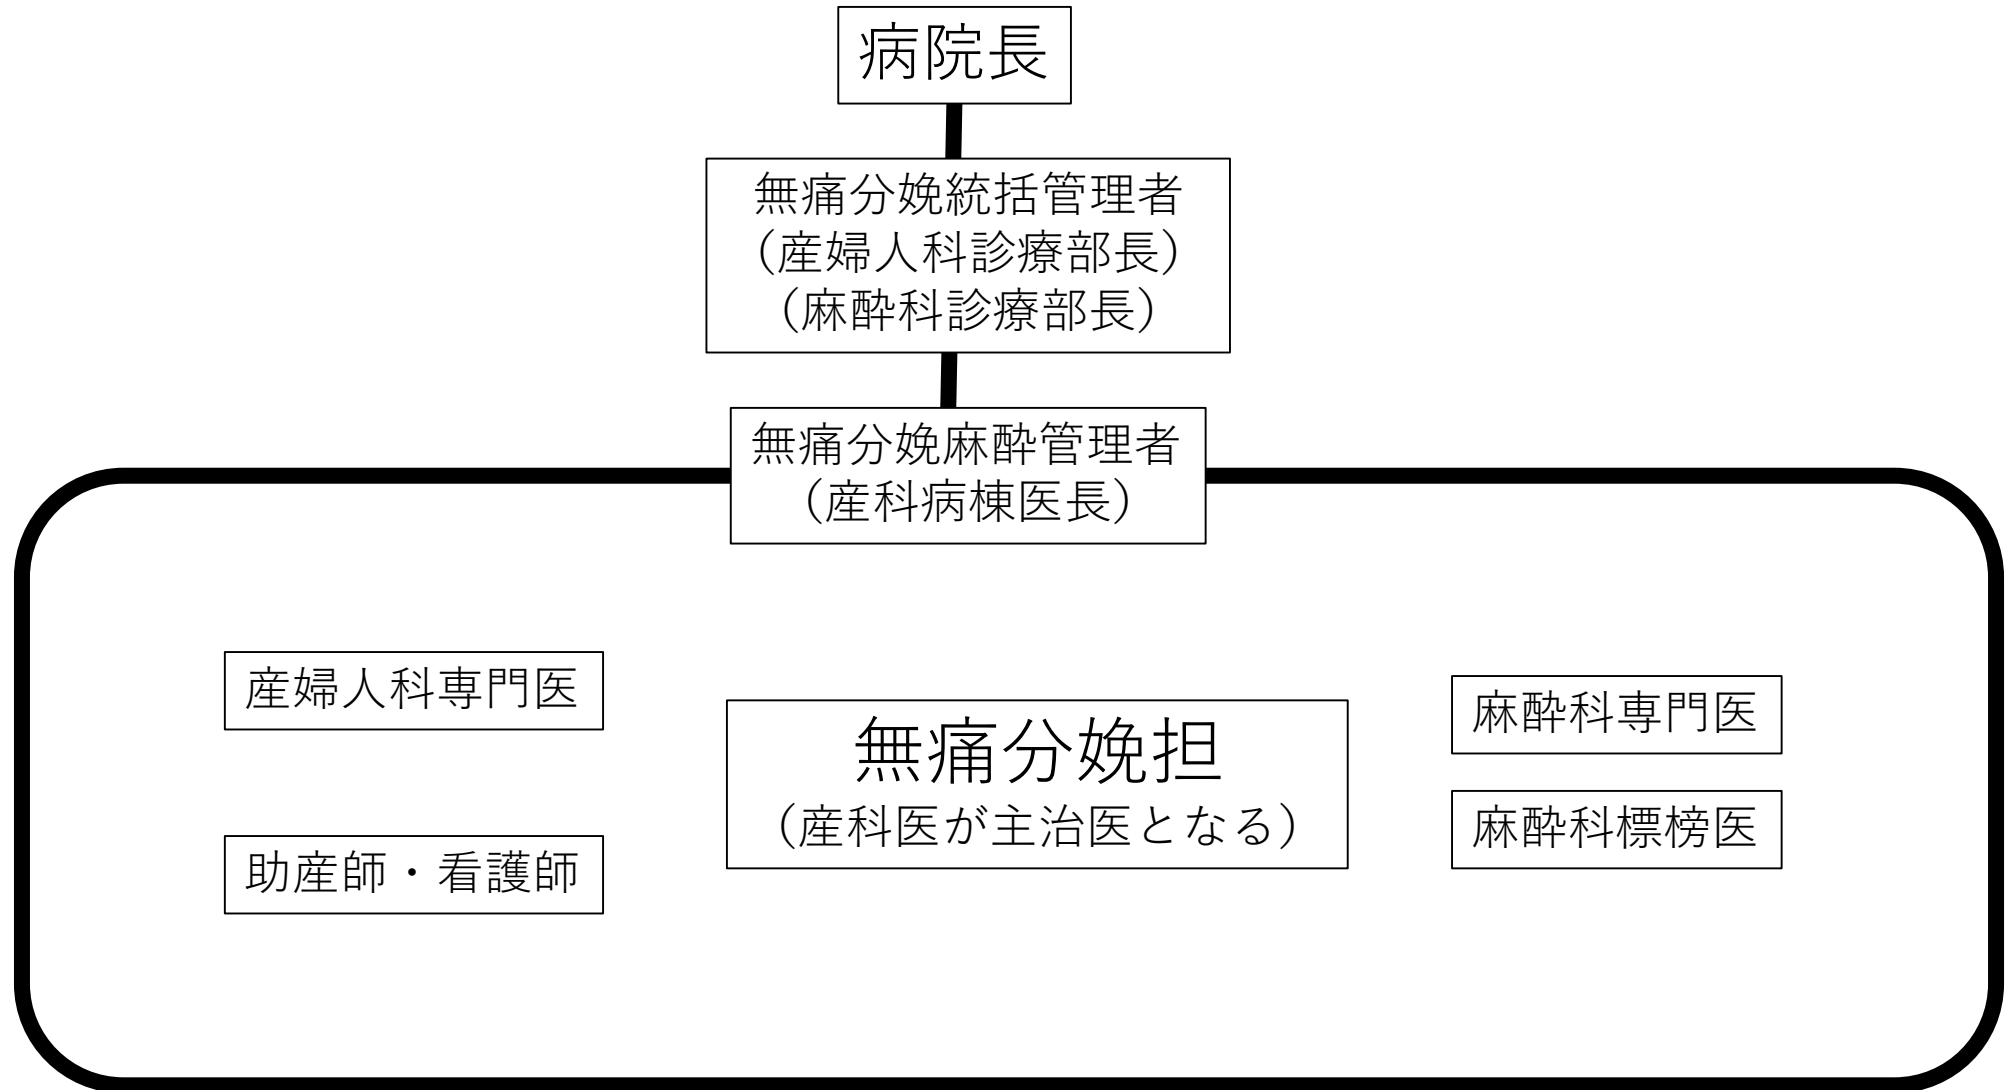 病院長
無痛分娩統括管理者
（産婦人科診療部長）
（麻酔科診療部長）
無痛分娩麻酔管理者
（産科病棟医長）
産婦人科専門医
助産師・看護師
無痛分娩担
（産科医が主治医となる）
麻酔科専門医
麻酔科標榜医